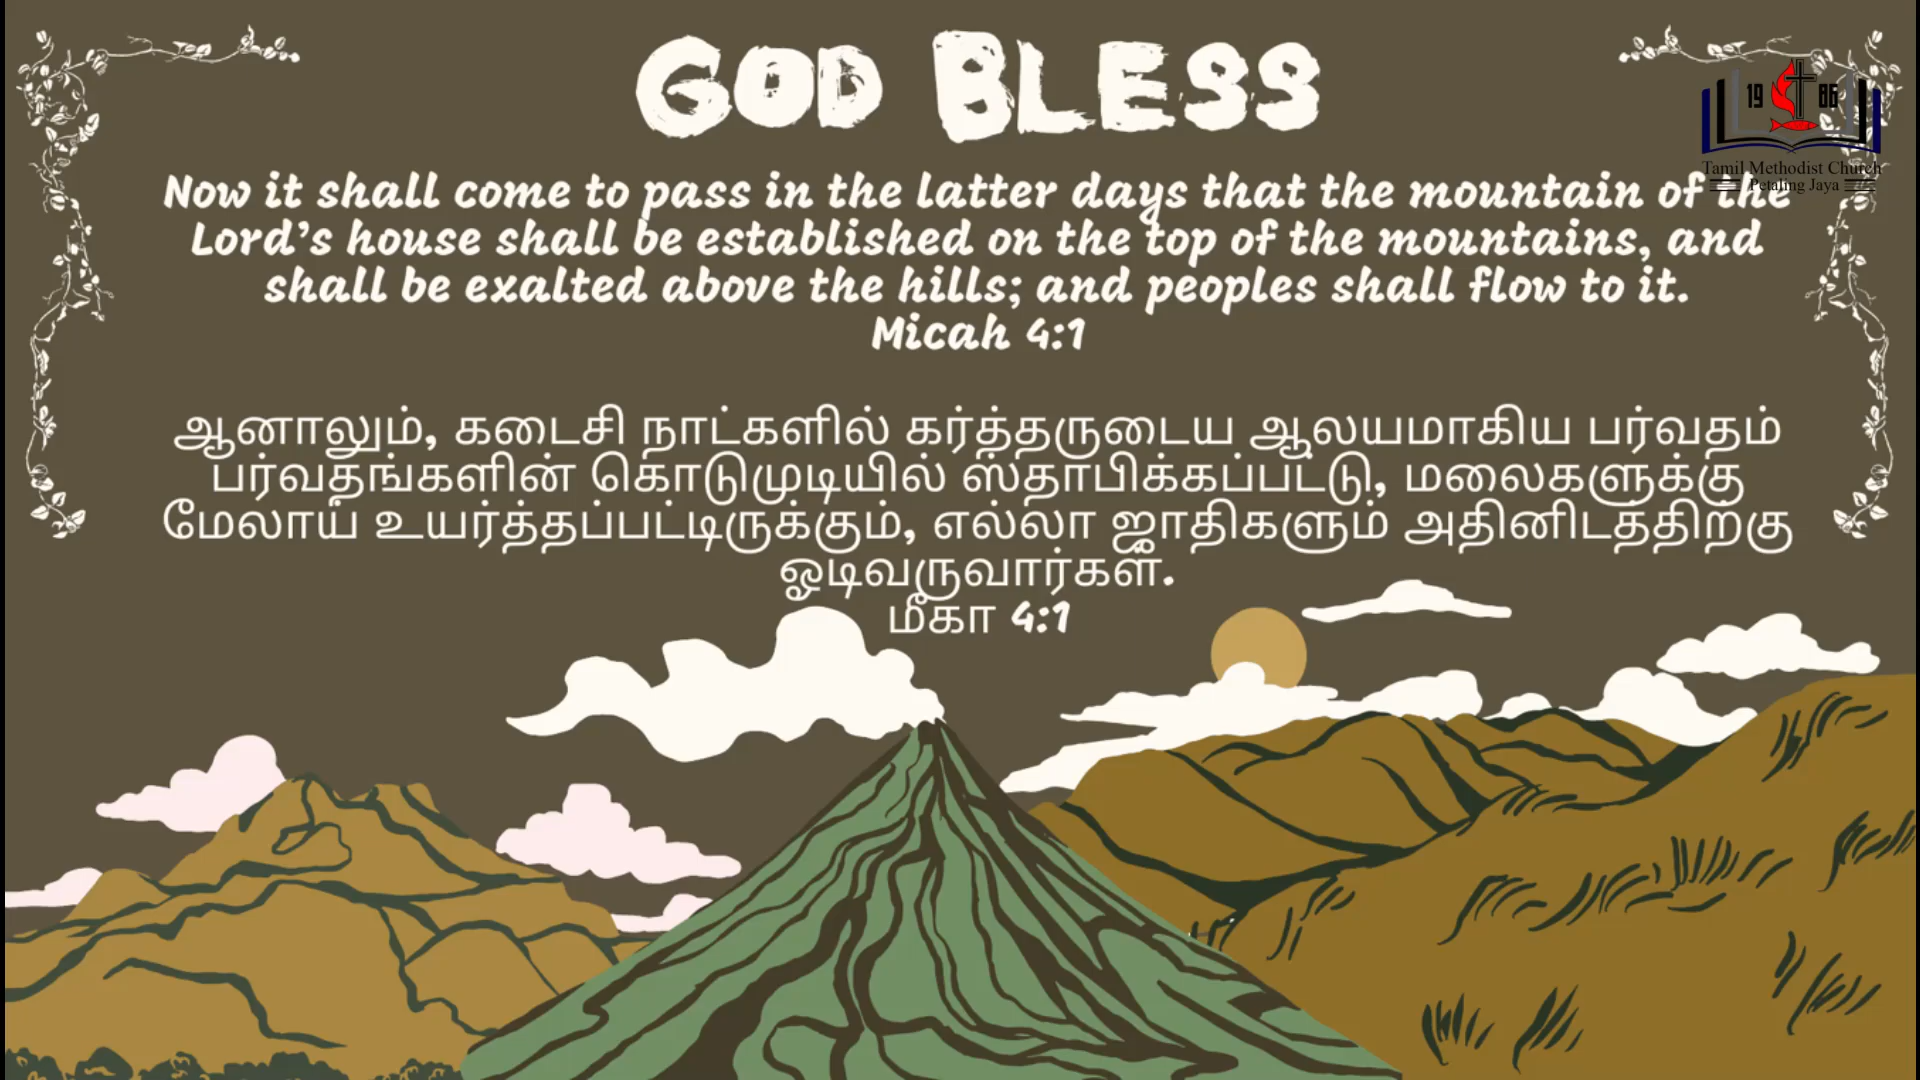 GOD BLESS
19 86
Tamil Methodist Church
Petaling Jaya
Now it shall come to pass in the latter days that the mountain of the
Lord's house shall be established on the top of the mountains, and
shall be exalted above the hills; and peoples shall flow to it.
Micah 4:1
ஆனாலும், கடைசி நாட்களில் கர்த்தருடைய ஆலயமாகிய பர்வதம்
பர்வதங்களின் கொடுமுடியில் ஸ்தாபிக்கப்பட்டு, மலைகளுக்கு
மேலாய் உயர்த்தப்பட்டிருக்கும், எல்லா ஜாதிகளும் அதினிடத்திற்கு
ஓடிவருவார்கள்.
மீகா 4:1